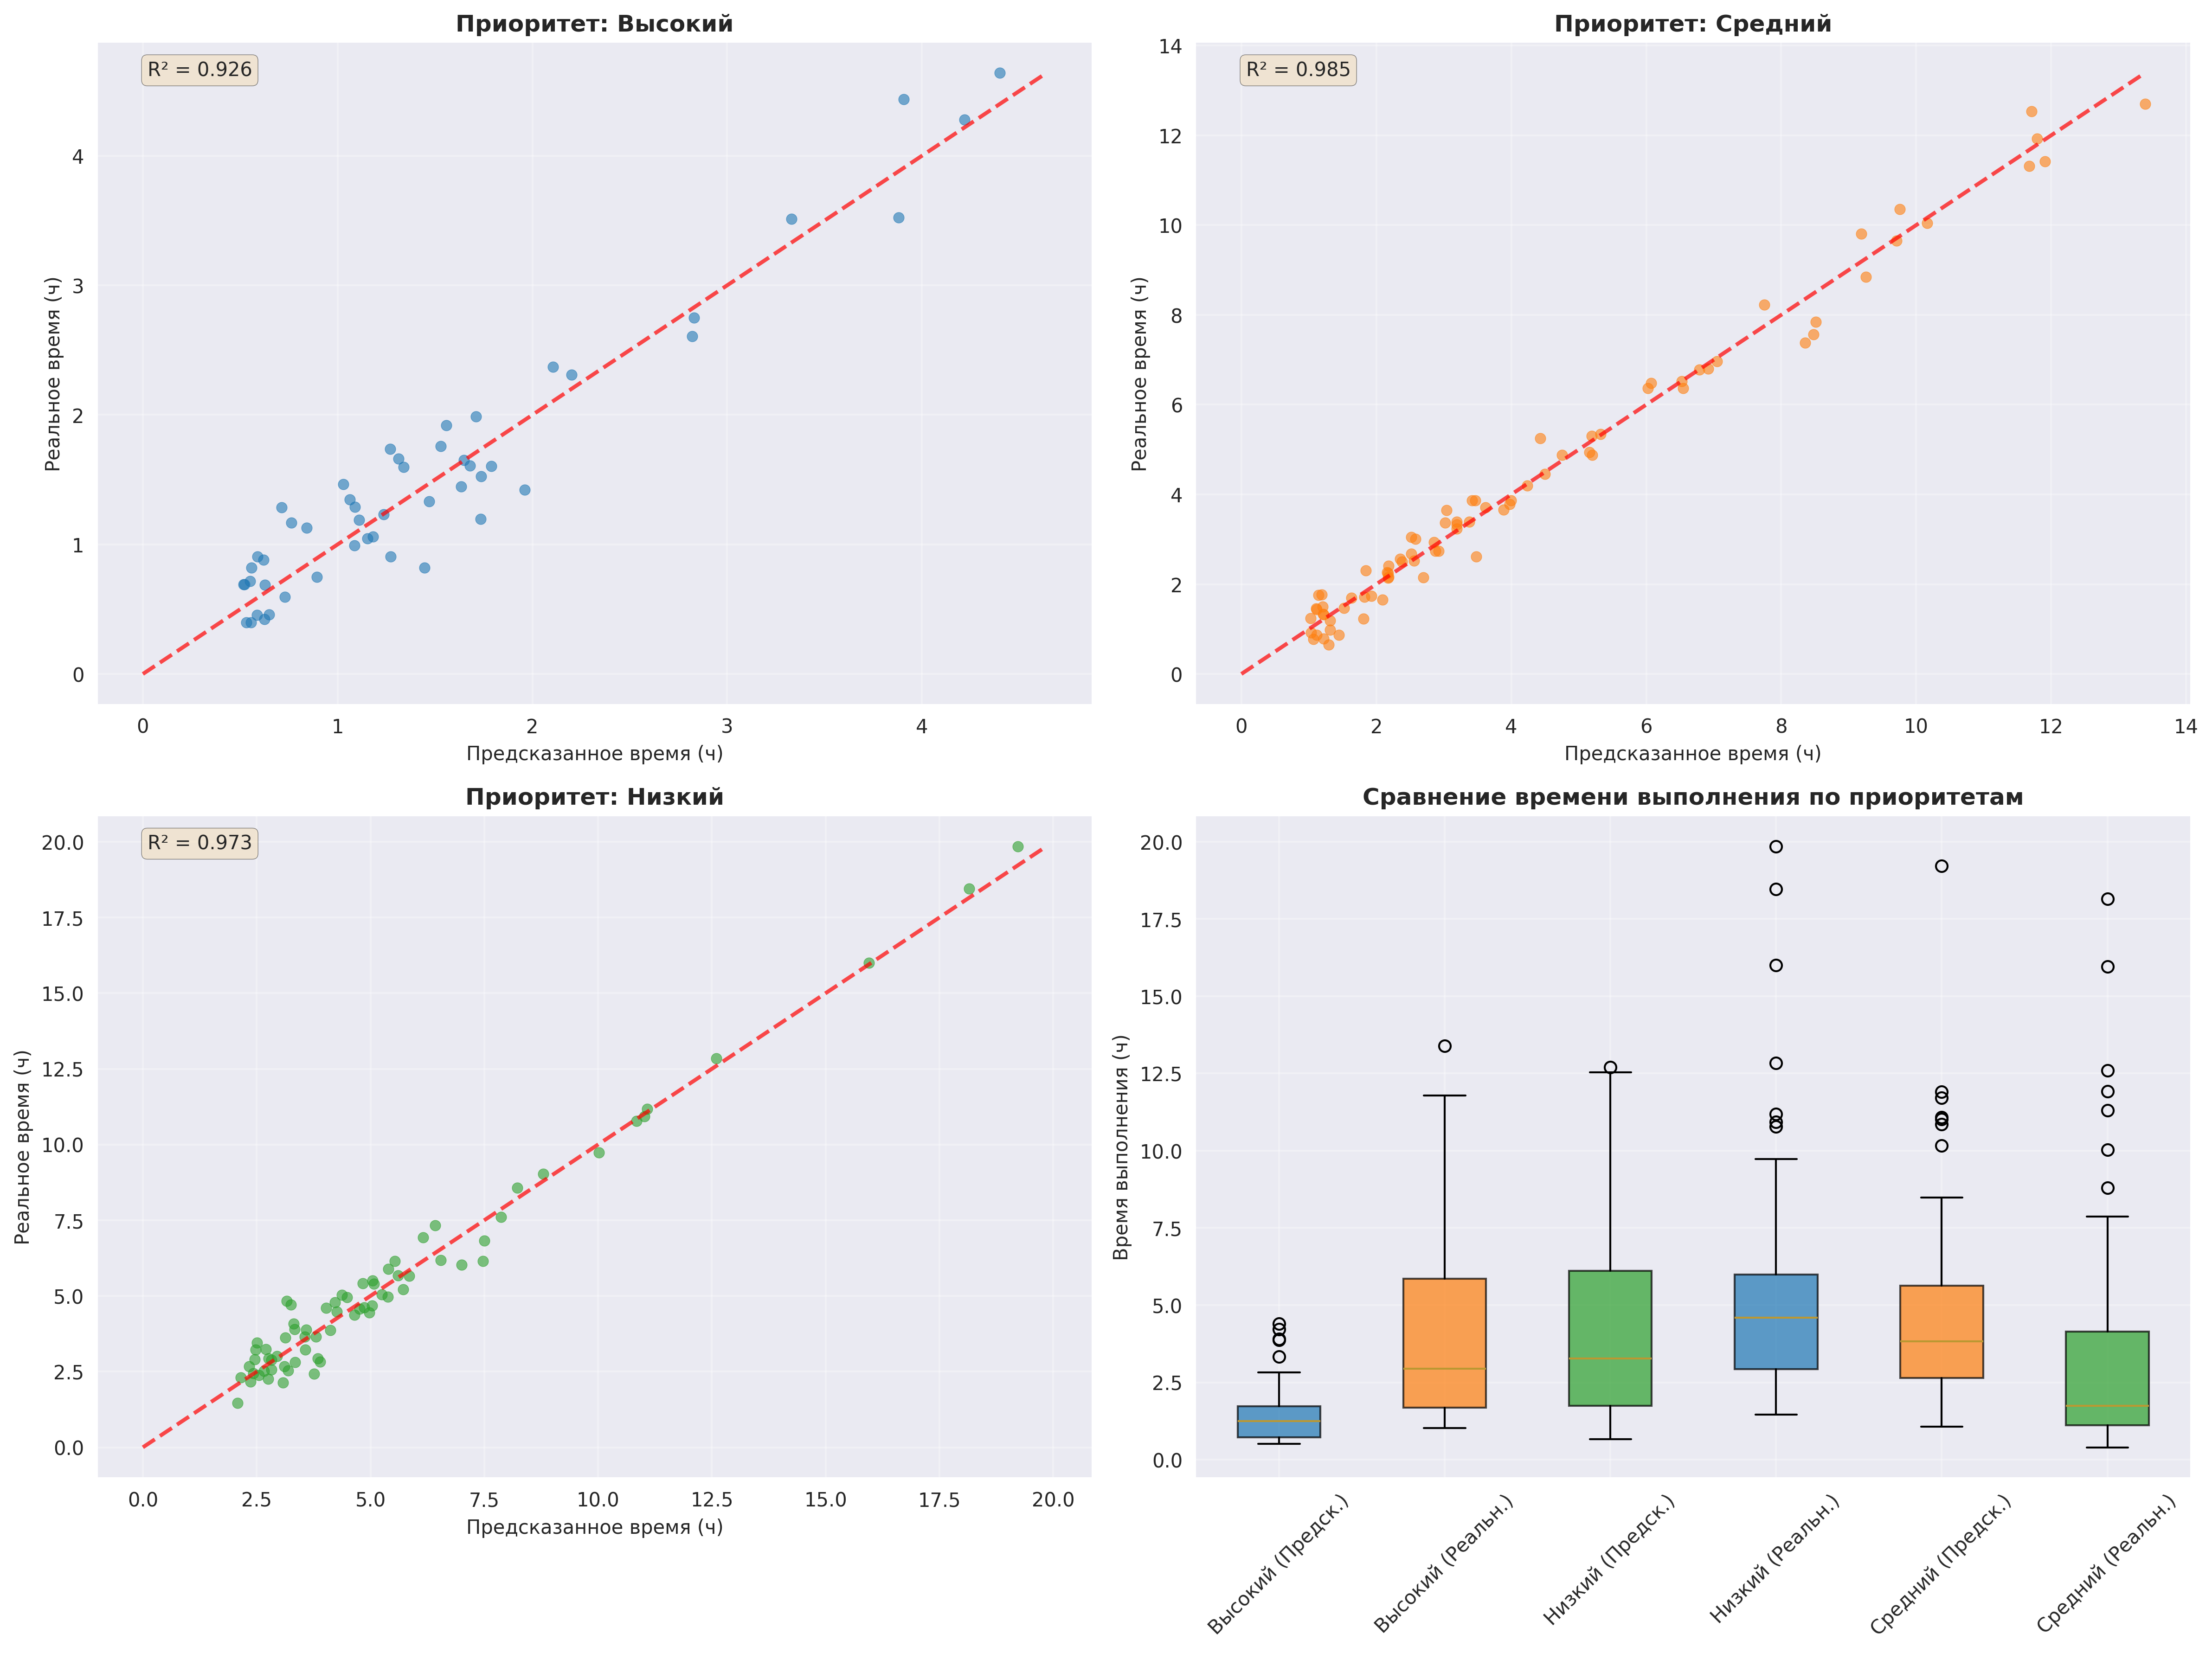 Приоритет: Высокий
R² = 0.926
4
3
2
1
0
Реальное время (ч)
0 1 2 3 4
Предсказанное время (ч)
Приоритет: Средний
R² = 0.985
14
12
10
8
6
4
2
0
Реальное время (ч)
0 2 4 6 8 10 12 14
Предсказанное время (ч)
Приоритет: Низкий
R² = 0.973
20.0
17.5
15.0
12.5
10.0
7.5
5.0
2.5
0.0
Реальное время (ч)
0.0 2.5 5.0 7.5 10.0 12.5 15.0 17.5 20.0
Предсказанное время (ч)
Сравнение времени выполнения по приоритетам
20.0
17.5
15.0
12.5
10.0
7.5
5.0
2.5
0.0
Время выполнения (ч)
Высокий (Предск.)
Высокий (Реальн.)
Низкий (Предск.)
Низкий (Реальн.)
Средний (Предск.)
Средний (Реальн.)